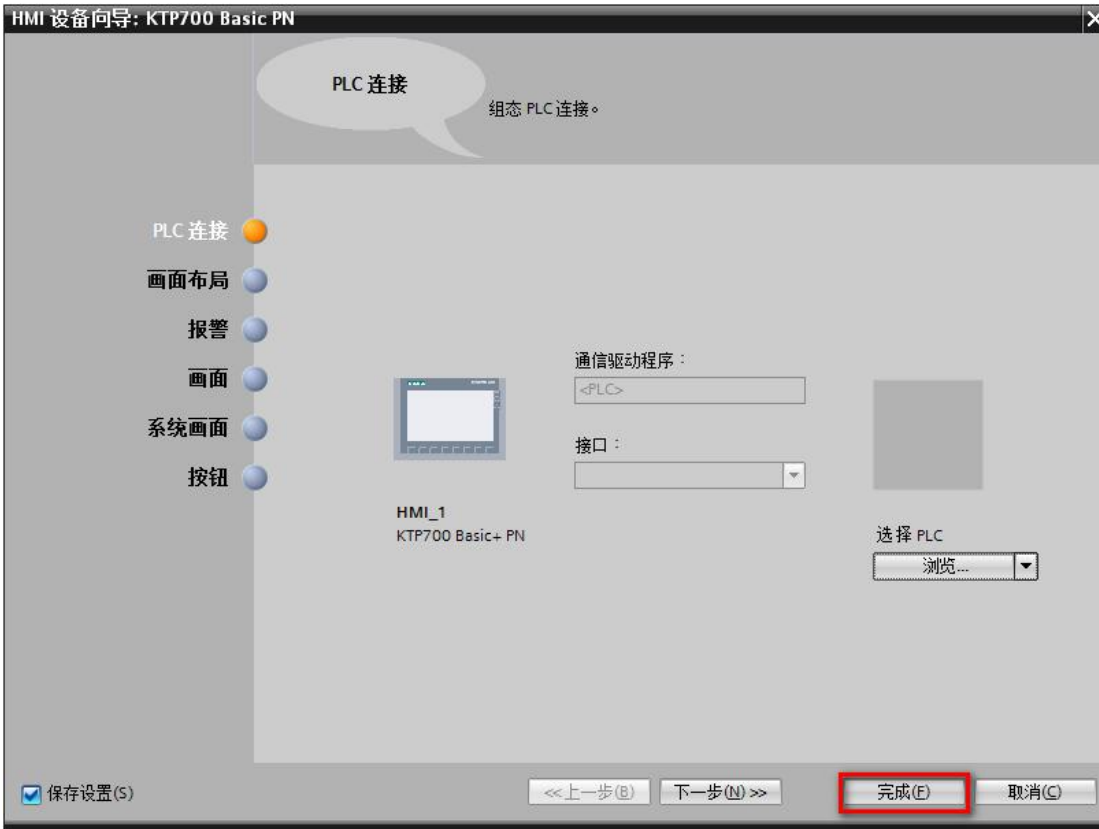 HMI 设备向导: KTP700 Basic PN
PLC 连接
组态 PLC 连接。
PLC 连接
画面布局
报警
画面
系统画面
按钮
通信驱动程序：
<PLC>
接口：
HMI_1
KTP700 Basic+ PN
选择 PLC
浏览...
保存设置(S)
<<上一步(B)
下一步(N) >>
完成(F)
取消(C)